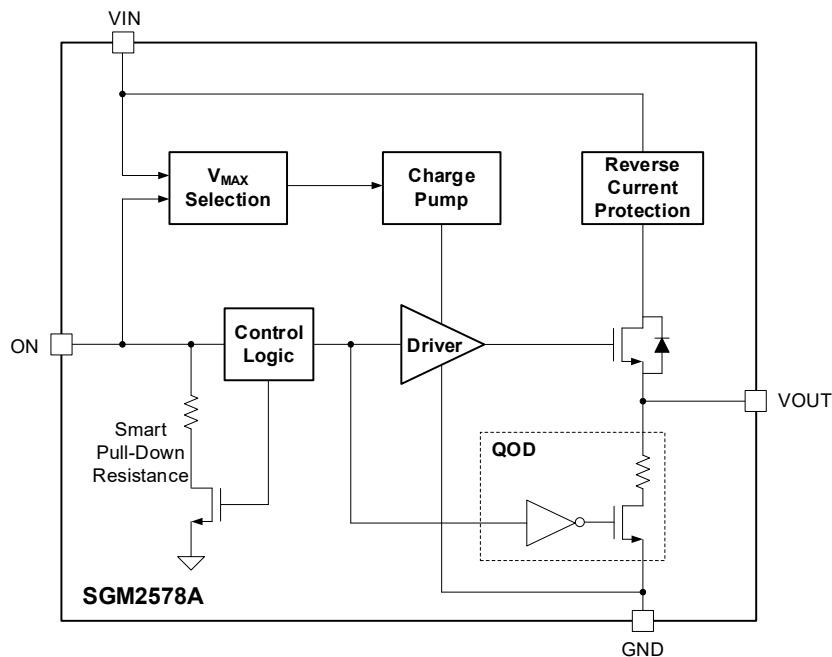 VIN
V_MAX
Selection
Charge
Pump
Reverse
Current
Protection
ON
Control
Logic
Driver
VOUT
Smart
Pull-Down
Resistance
QOD
SGM2578A
GND